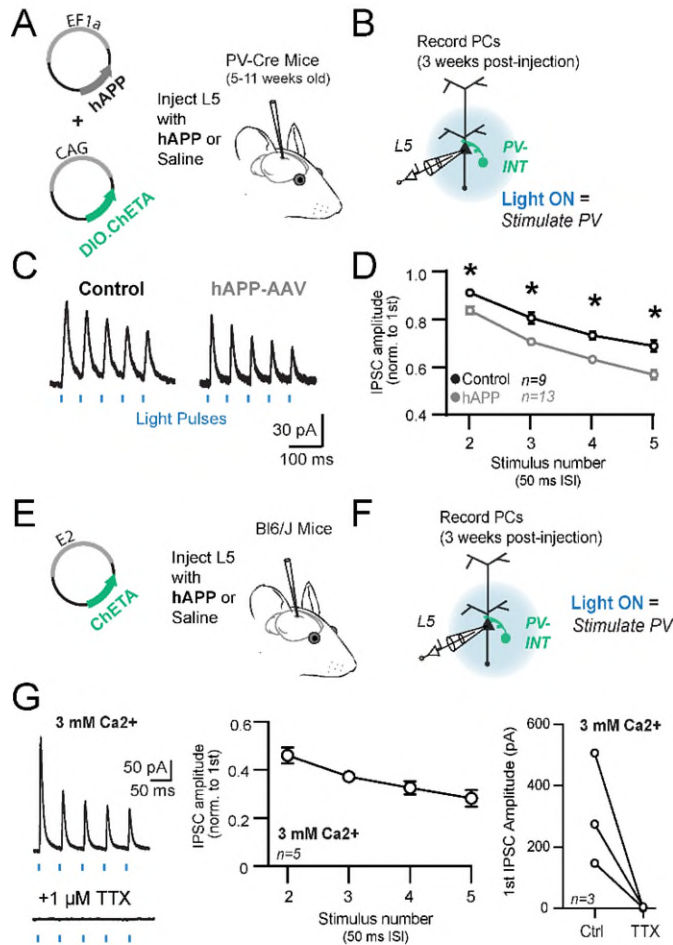 A
EF1a
hAPP
+
CAG
DIO.ChETA
PV-Cre Mice
(5-11 weeks old)
Inject L5
with
hAPP or
Saline
B
Record PCs
(3 weeks post-injection)
L5
PV-
INT
Light ON =
Stimulate PV
C
Control
hAPP-AAV
Light Pulses
30 pA
100 ms
D
IPSC amplitude
(norm. to 1st)
1.0
0.8
0.6
0.4
* * * *
Control n=9
hAPP n=13
2 3 4 5
Stimulus number
(50 ms ISI)
E
E2
ChETA
Bl6/J Mice
Inject L5
with
hAPP or
Saline
F
Record PCs
(3 weeks post-injection)
L5
PV-
INT
Light ON =
Stimulate PV
G
3 mM Ca2+
50 pA
50 ms
+1 µM TTX
IPSC amplitude
(norm. to 1st)
0.6
0.4
0.2
0
3 mM Ca2+
n=5
2 3 4 5
Stimulus number
(50 ms ISI)
1st IPSC Amplitude (pA)
600
400
200
0
3 mM Ca2+
n=3
Ctrl TTX